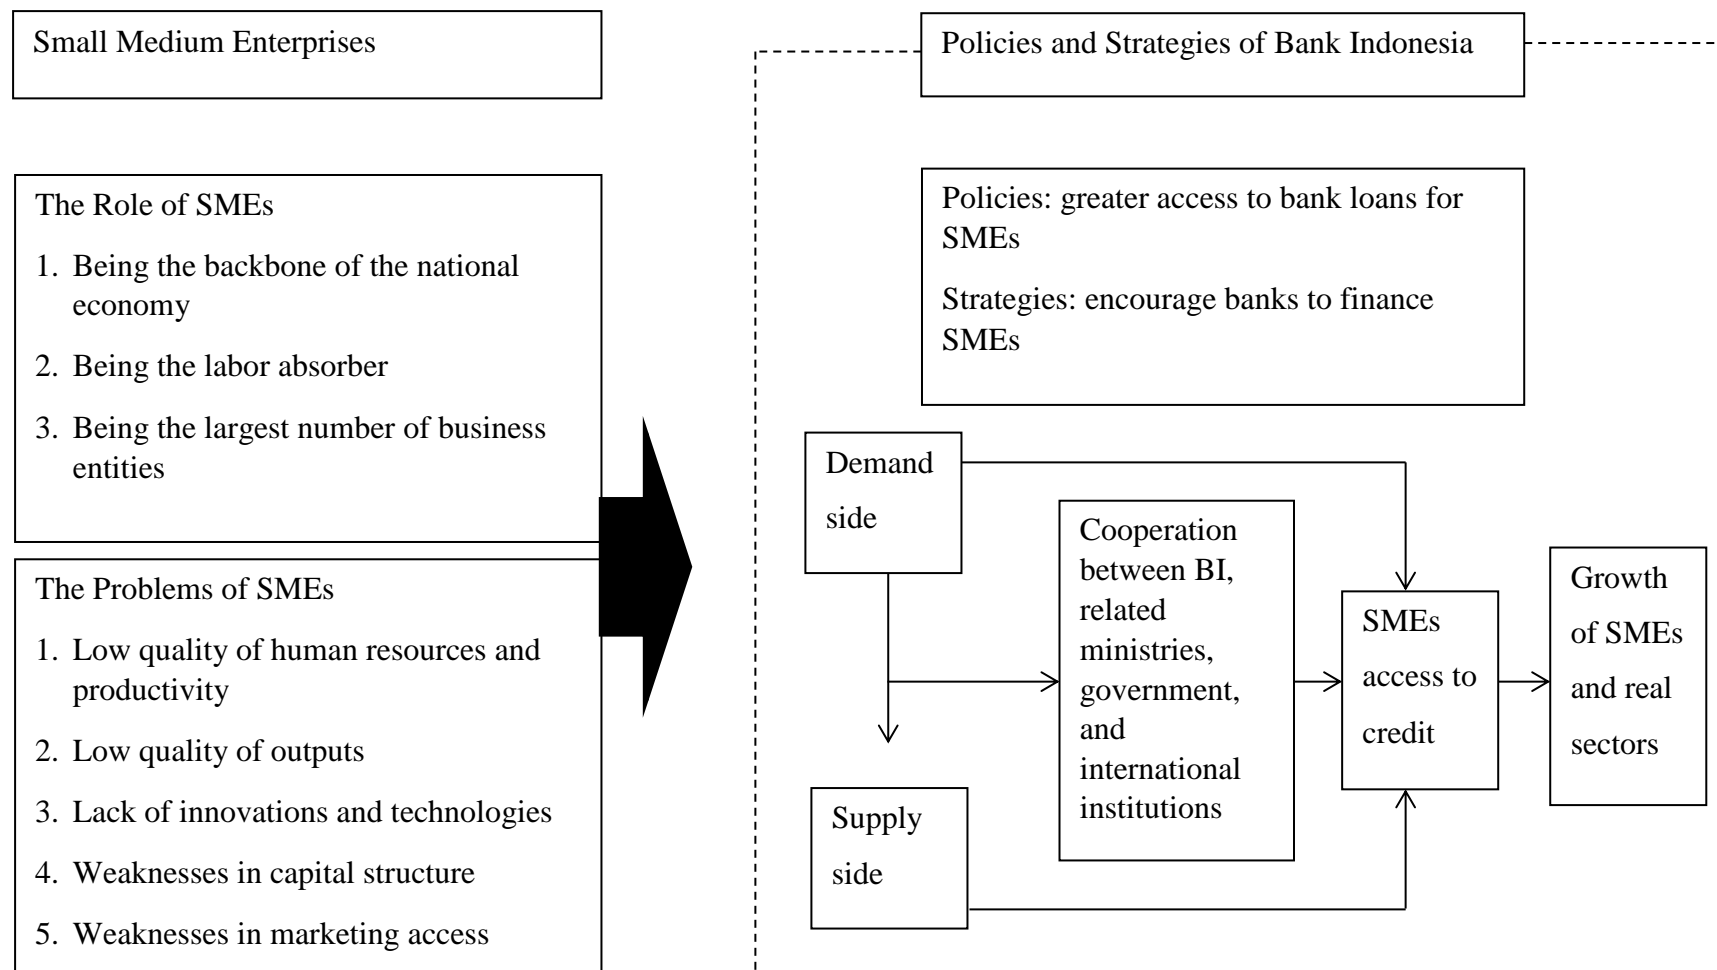 Small Medium Enterprises
The Role of SMEs
1. Being the backbone of the national
economy
2. Being the labor absorber
3. Being the largest number of business
entities
The Problems of SMEs
1. Low quality of human resources and
productivity
2. Low quality of outputs
3. Lack of innovations and technologies
4. Weaknesses in capital structure
5. Weaknesses in marketing access
Policies and Strategies of Bank Indonesia
Policies: greater access to bank loans for
SMEs
Strategies: encourage banks to finance
SMEs
Demand
side
Supply
side
Cooperation
between BI,
related
ministries,
government,
and
international
institutions
SMEs
access to
credit
Growth
of SMEs
and real
sectors